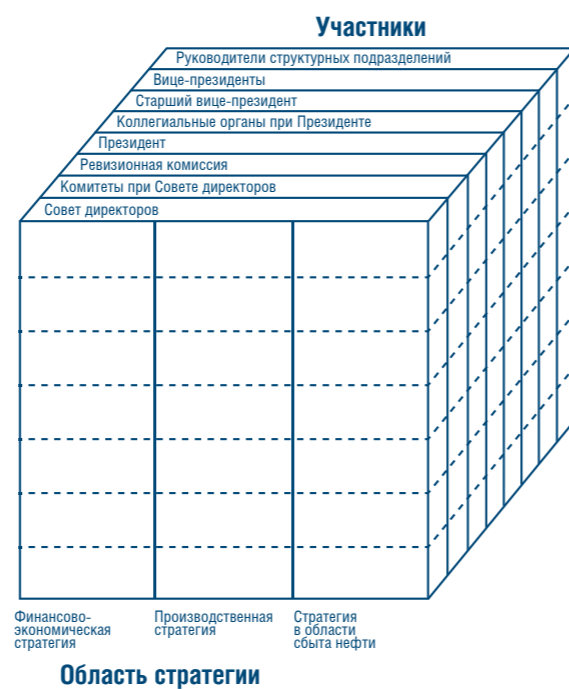 Участники
Руководители структурных подразделений
Вице-президенты
Старший вице-президент
Коллегиальные органы при Президенте
Президент
Ревизионная комиссия
Комитеты при Совете директоров
Совет директоров
Финансово-
экономическая
стратегия
Производственная
стратегия
Стратегия
в области
сбыта нефти
Область стратегии